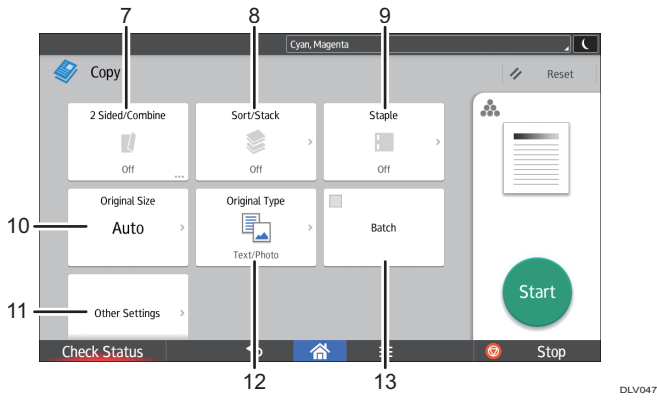 7 8 9
Cyan, Magenta
Copy
Reset
2 Sided/Combine
Off
Sort/Stack
Off
Staple
Off
10
Original Size
Auto
Original Type
Text/Photo
Batch
11
Other Settings
Start
Check Status
Stop
12 13
DLV047